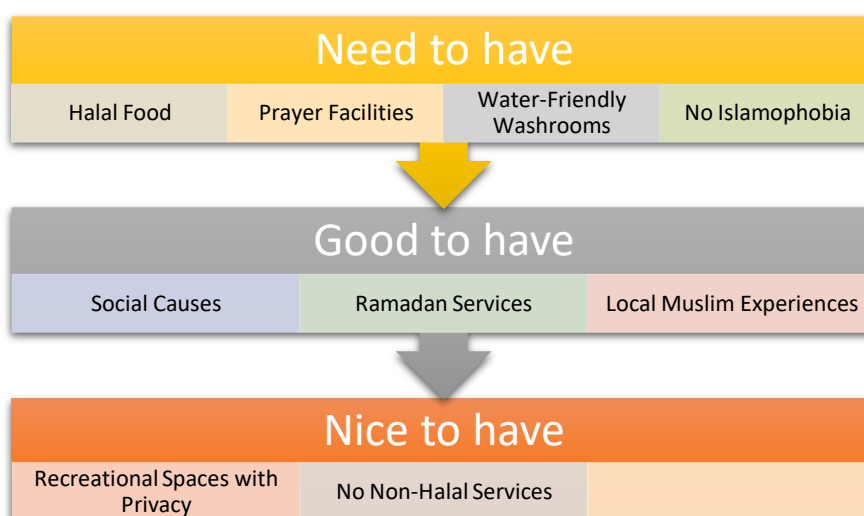 Need to have
Halal Food
Prayer Facilities
Water-Friendly
Washrooms
No Islamophobia
Good to have
Social Causes
Ramadan Services
Local Muslim Experiences
Nice to have
Recreational Spaces with
Privacy
No Non-Halal Services